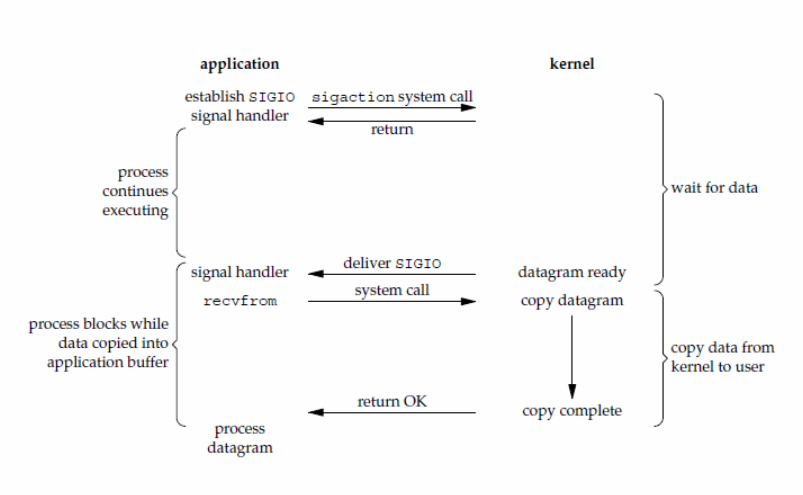 application
kernel
establish SIGIO
signal handler
sigaction system call
return
process
continues
executing
wait for data
signal handler
deliver SIGIO
datagram ready
recvfrom
system call
copy datagram
process blocks while
data copied into
application buffer
copy data from
kernel to user
return OK
copy complete
process
datagram